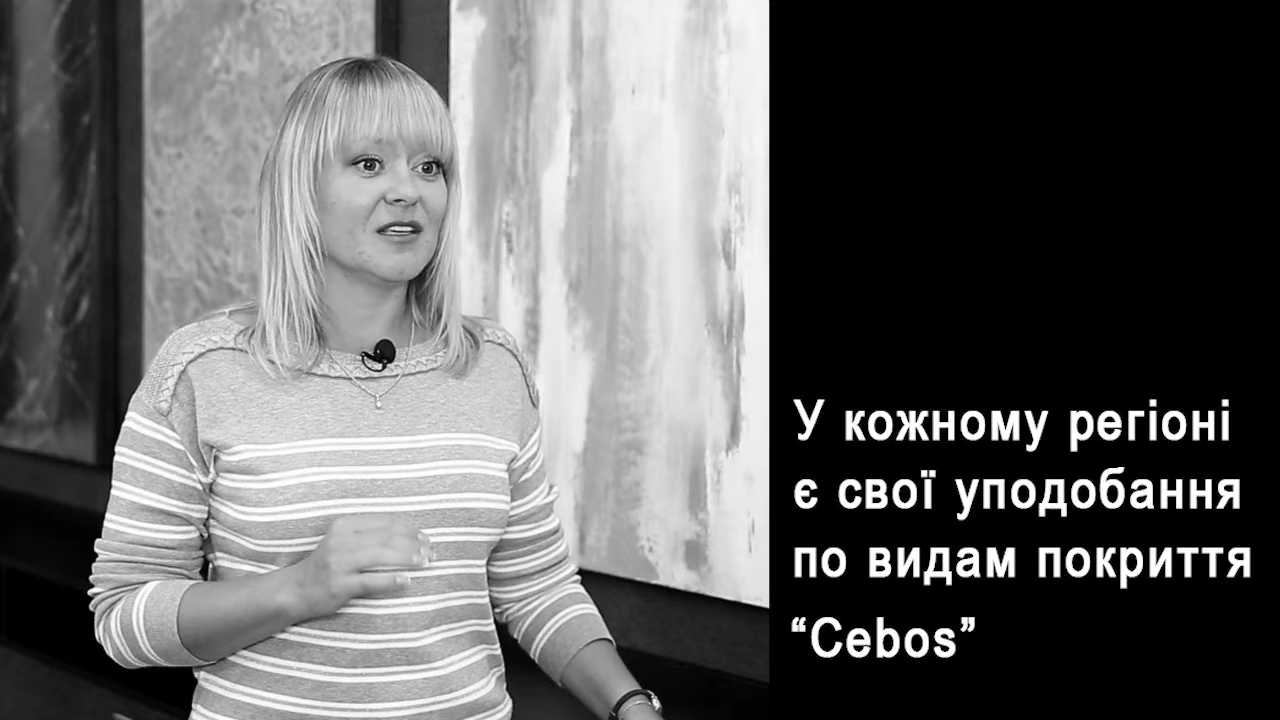 У кожному регіоні
є свої уподобання
по видам покриття
“Cebos”